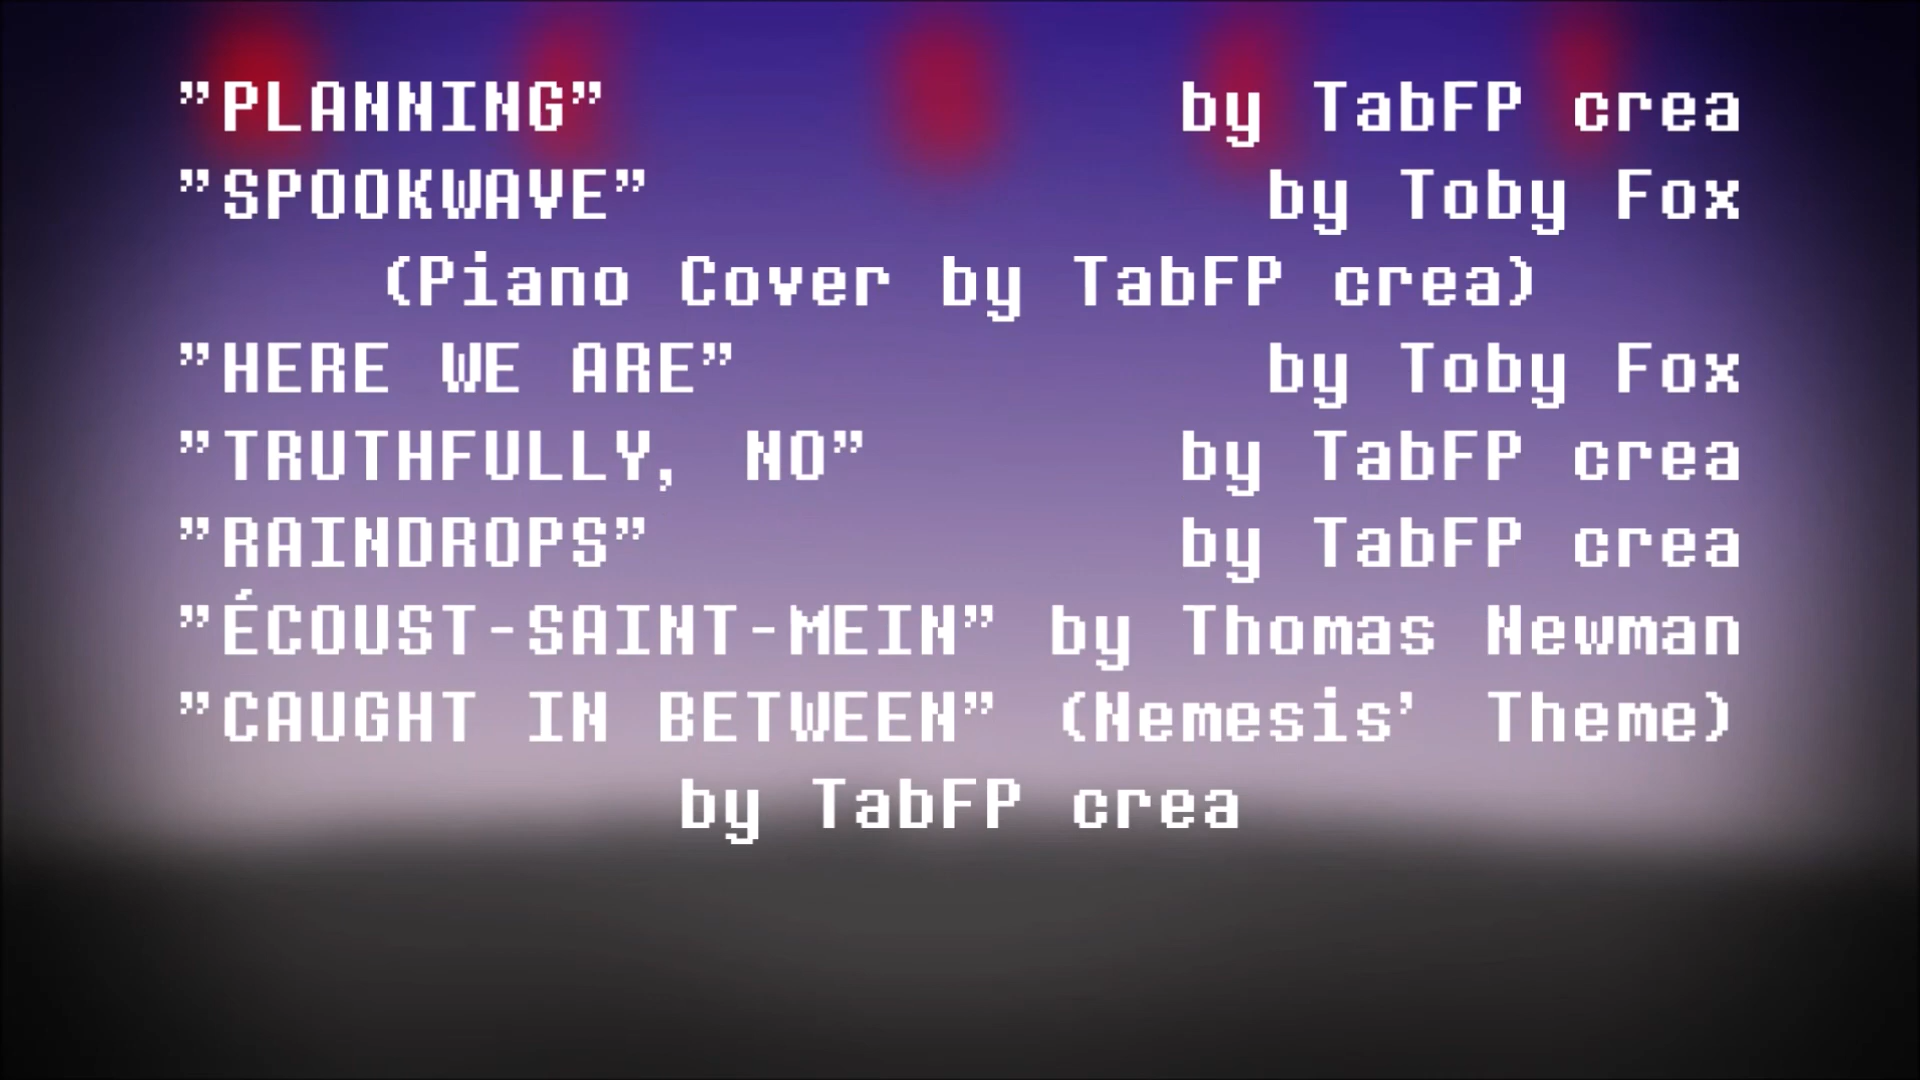 ”PLANNING” by TabFP crea
”SPOOKWAVE” by Toby Fox
(Piano Cover by TabFP crea)
”HERE WE ARE” by Toby Fox
”TRUTHFULLY, NO” by TabFP crea
”RAINDROPS” by TabFP crea
”ÉCOUST-SAINT-MEIN” by Thomas Newman
”CAUGHT IN BETWEEN” (Nemesis’ Theme)
by TabFP crea